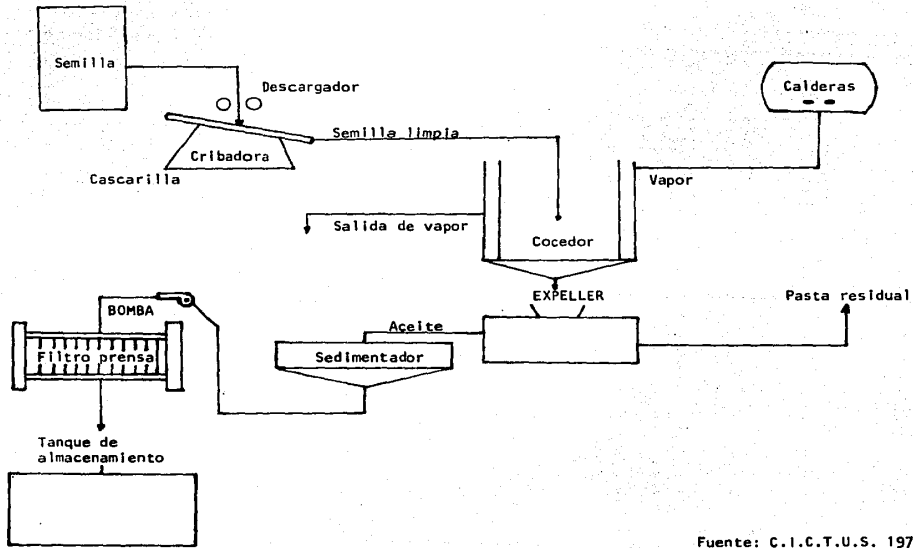 Semilla
Descargador
Calderas
Semilla limpia
Cribadora
Cascarilla
Vapor
Salida de vapor
Cocedor
EXPELLER
Pasta residual
BOMBA
Aceite
Filtro prensa
Sedimentador
Tanque de
almacenamiento
Fuente: C.I.C.T.U.S. 197